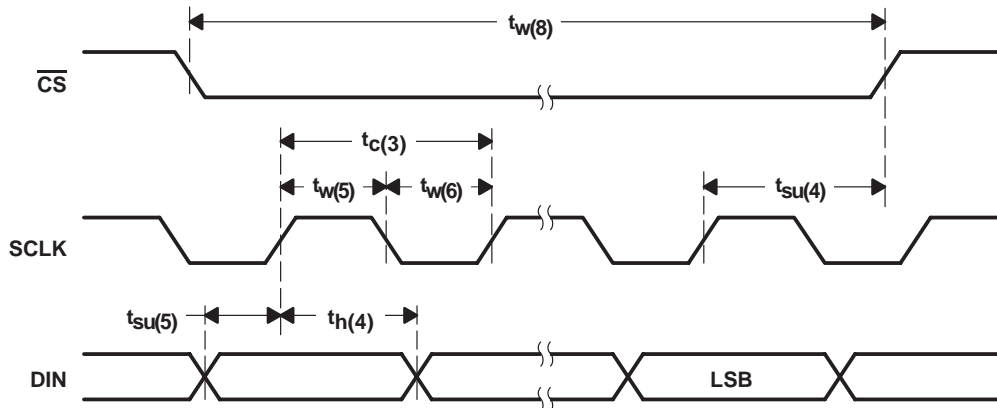 tw(8)
CS
tc(3)
tw(5)
tw(6)
tsu(4)
SCLK
tsu(5)
th(4)
DIN
LSB